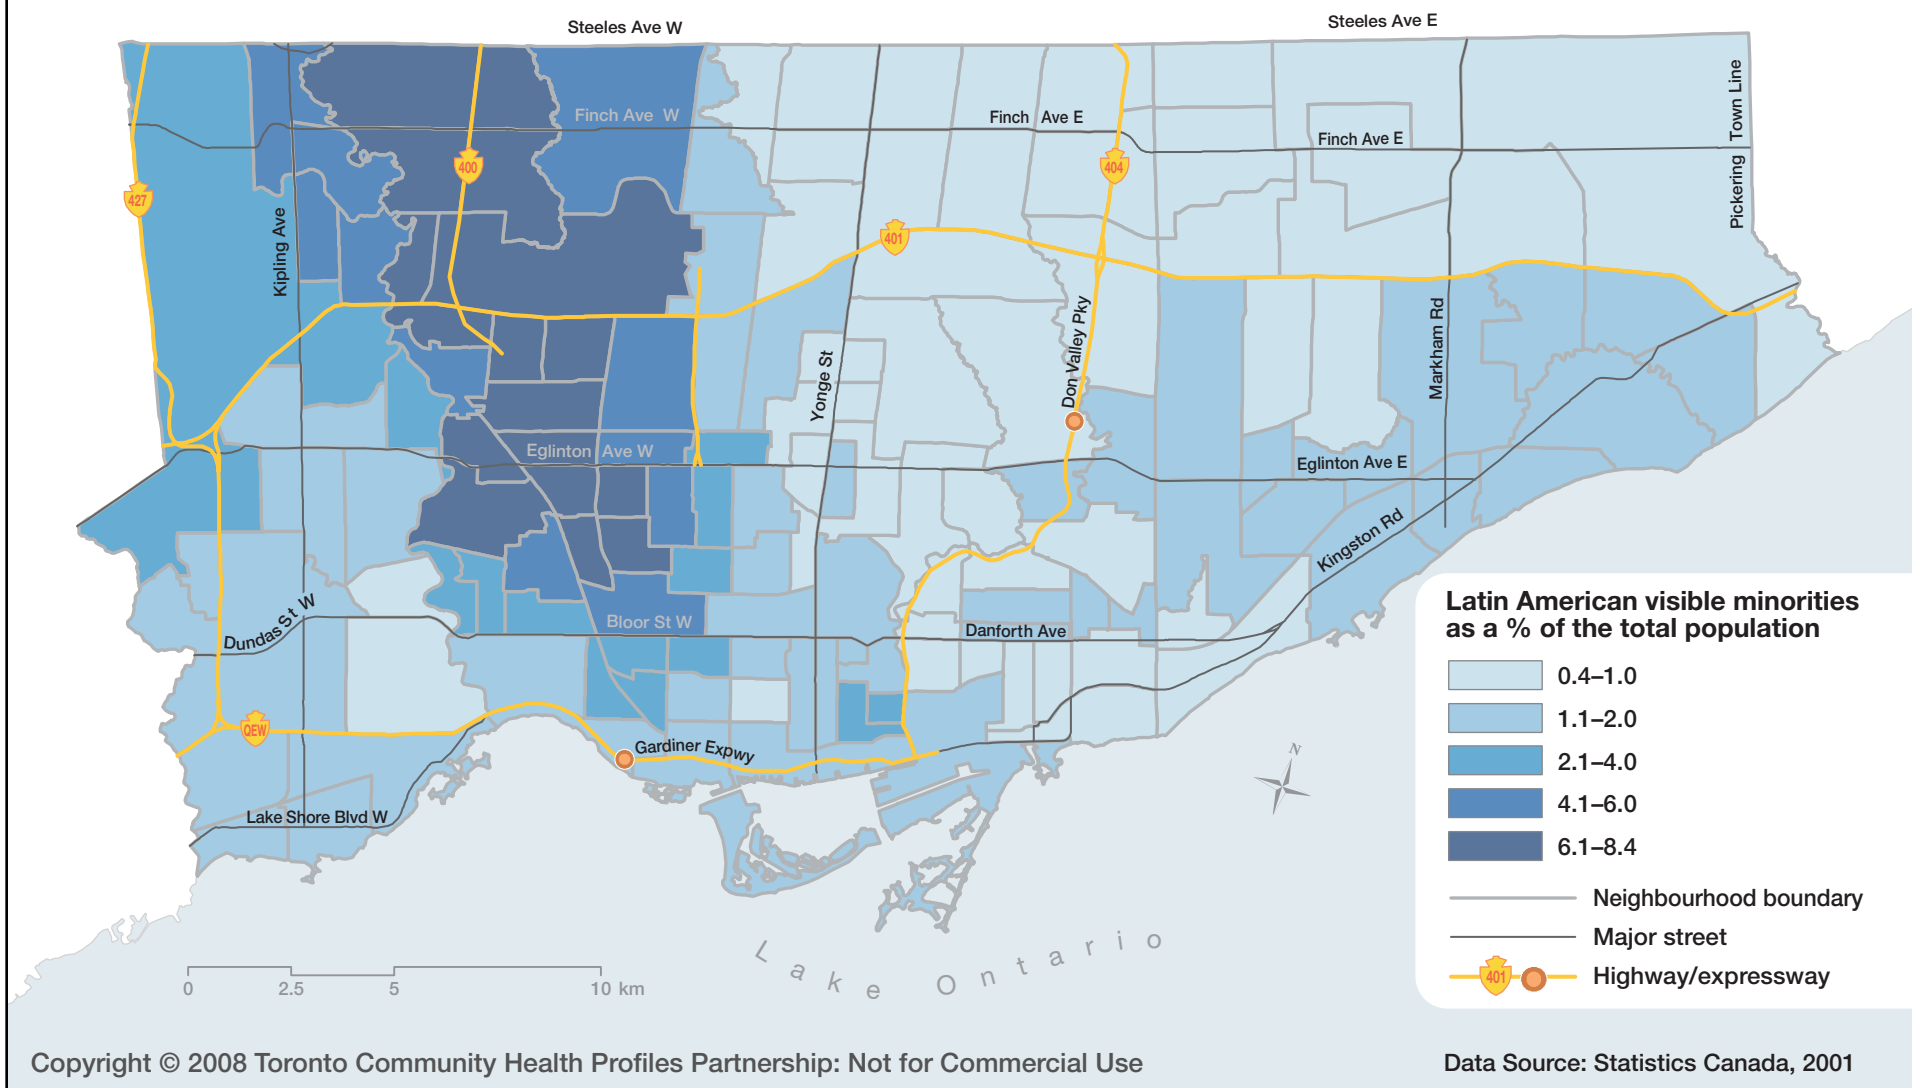 Steeles Ave W
Steeles Ave E
Finch Ave W
Finch Ave E
Finch Ave E
Pickering Town Line
400
404
427
401
Kipling Ave
Don Valley Pky
Markham Rd
Yonge St
Eglinton Ave W
Eglinton Ave E
Kingston Rd
Dundas St W
Bloor St W
Danforth Ave
QEW
Gardiner Expwy
Lake Shore Blvd W
N
Lake Ontario
0 2.5 5 10 km
Latin American visible minorities
as a % of the total population
0.4–1.0
1.1–2.0
2.1–4.0
4.1–6.0
6.1–8.4
Neighbourhood boundary
Major street
401 Highway/expressway
Copyright © 2008 Toronto Community Health Profiles Partnership: Not for Commercial Use
Data Source: Statistics Canada, 2001